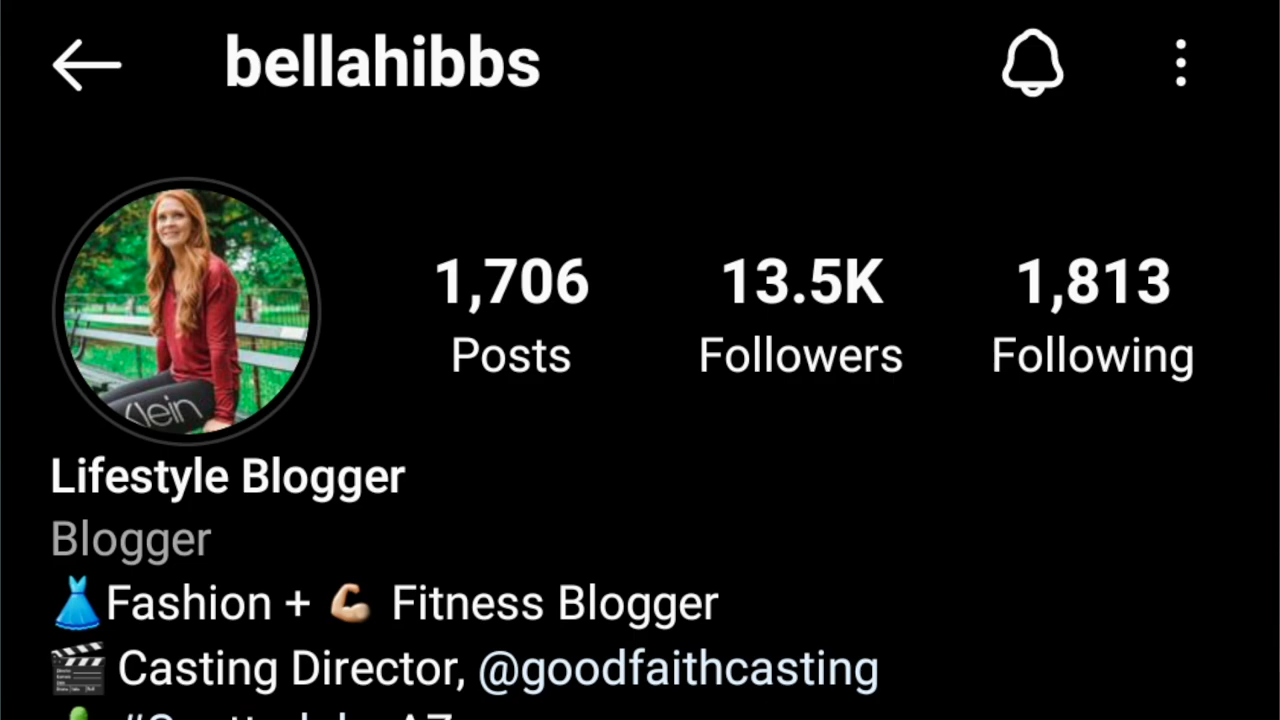 bellahibbs
1,706 13.5K 1,813
Posts Followers Following
Klein
Lifestyle Blogger
Blogger
Fashion + 💪🏼 Fitness Blogger
Casting Director, @goodfaithcasting